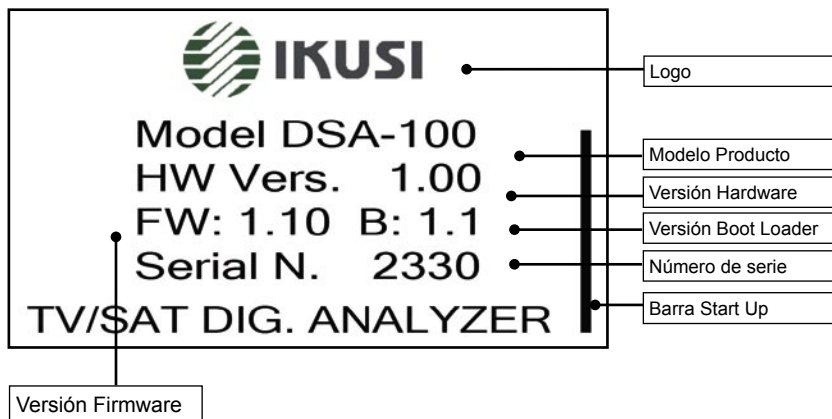 IKUSI
Logo
Model DSA-100
Modelo Producto
HW Vers. 1.00
Versión Hardware
FW: 1.10 B: 1.1
Versión Boot Loader
Serial N. 2330
Número de serie
Barra Start Up
TV/SAT DIG. ANALYZER
Versión Firmware